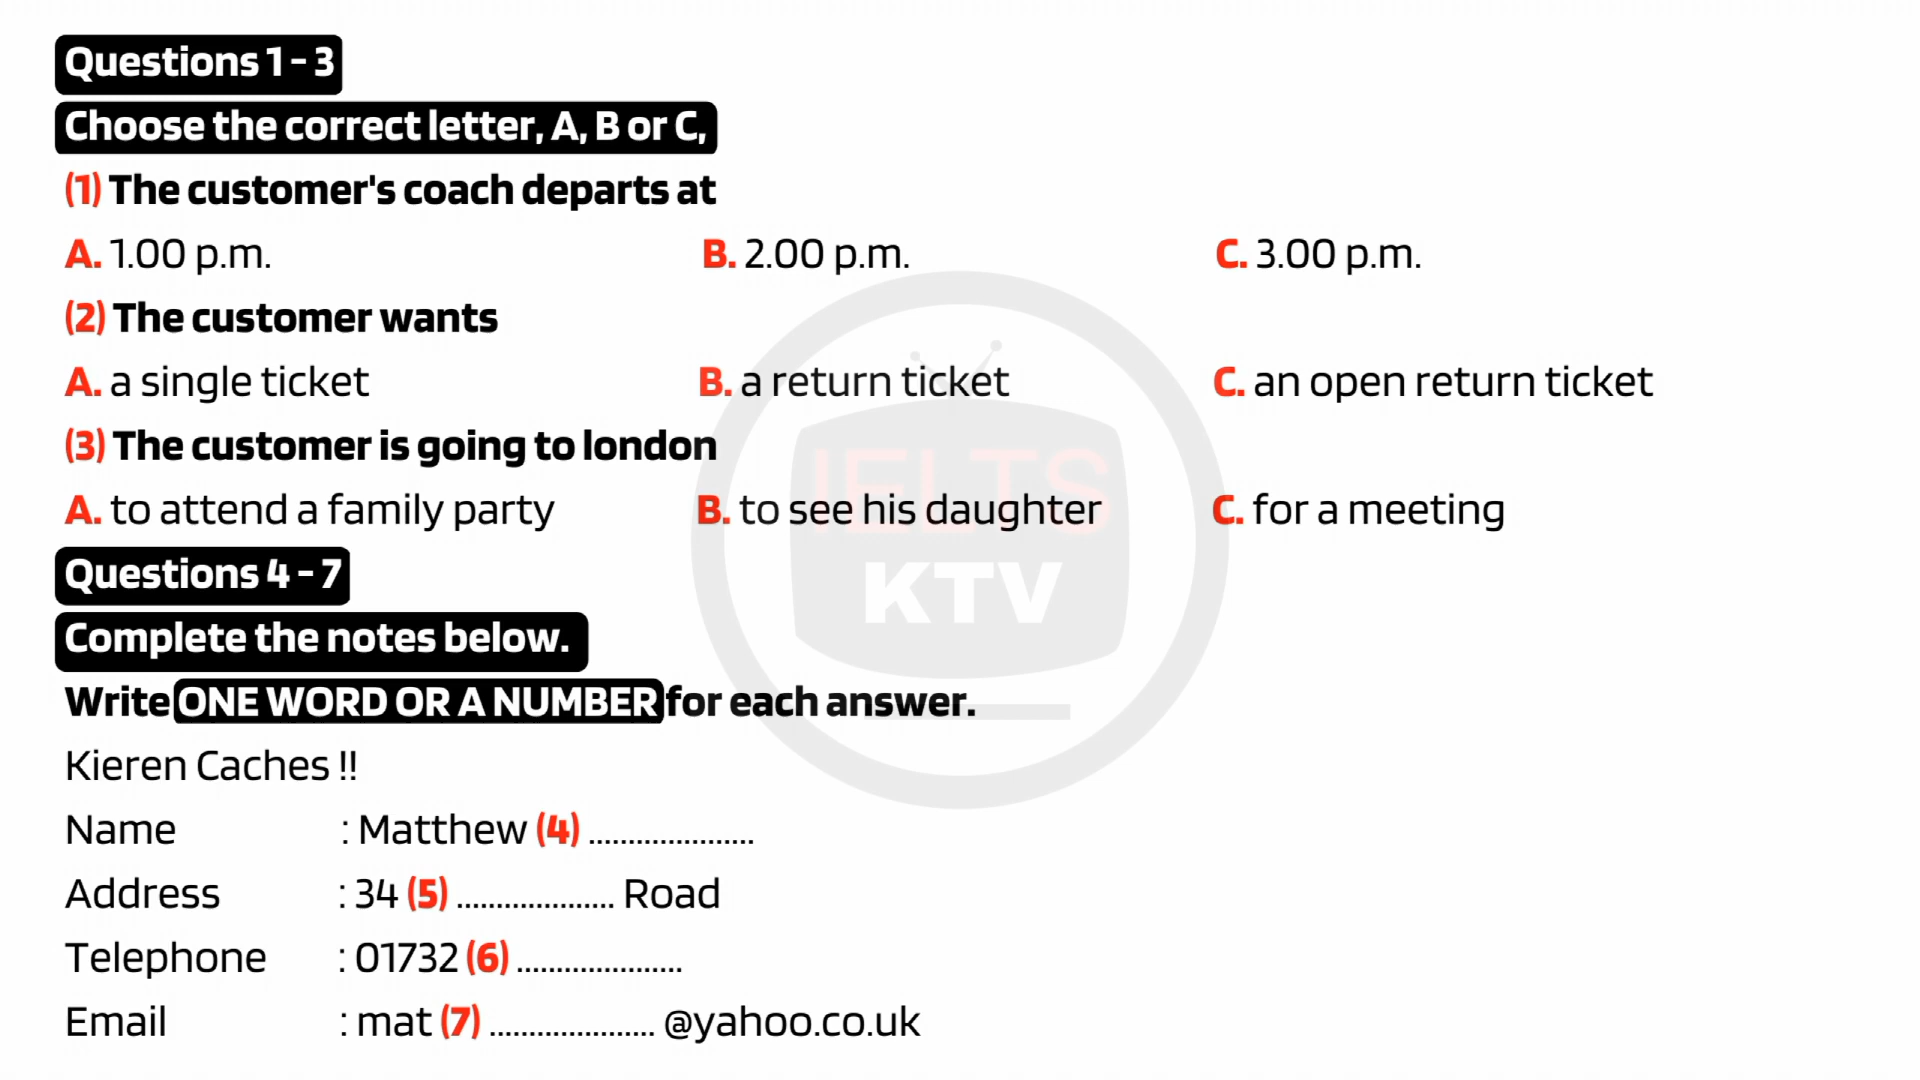 Questions 1 - 3
Choose the correct letter, A, B or C,
(1) The customer's coach departs at
A. 1.00 p.m. B. 2.00 p.m. C. 3.00 p.m.
(2) The customer wants
A. a single ticket B. a return ticket C. an open return ticket
(3) The customer is going to london
A. to attend a family party B. to see his daughter C. for a meeting
IELTS
KTV
Questions 4 - 7
Complete the notes below.
Write ONE WORD OR A NUMBER for each answer.
Kieren Caches !!
Name : Matthew (4) .....................
Address : 34 (5) .................... Road
Telephone : 01732 (6) .....................
Email : mat (7) ..................... @yahoo.co.uk